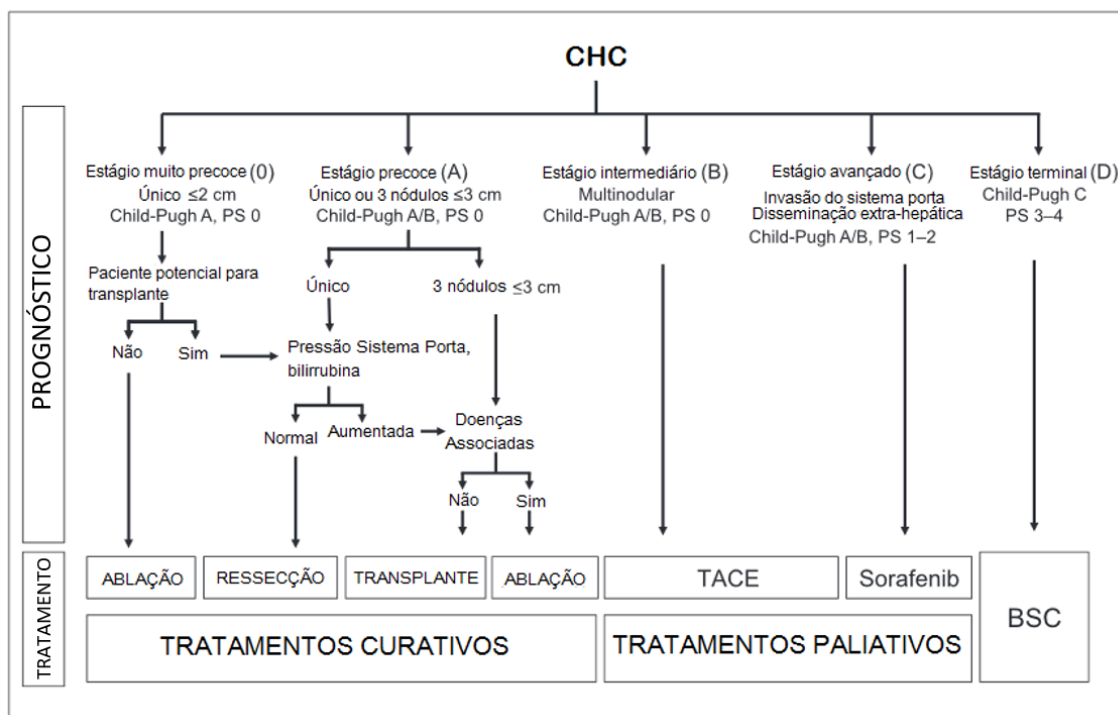 CHC
PROGNÓSTICO
Estágio muito precoce (0)
Único ≤2 cm
Child-Pugh A, PS 0
Estágio precoce (A)
Único ou 3 nódulos ≤3 cm
Child-Pugh A/B, PS 0
Estágio intermediário (B)
Multinodular
Child-Pugh A/B, PS 0
Estágio avançado (C)
Invasão do sistema porta
Disseminação extra-hepática
Child-Pugh A/B, PS 1–2
Estágio terminal (D)
Child-Pugh C
PS 3–4
Paciente potencial para
transplante
Não
Sim
Único
3 nódulos ≤3 cm
Pressão Sistema Porta,
bilirrubina
Normal
Aumentada
Doenças
Associadas
Não
Sim
TRATAMENTO
ABLAÇÃO
RESSECÇÃO
TRANSPLANTE
ABLAÇÃO
TACE
Sorafenib
BSC
TRATAMENTOS CURATIVOS
TRATAMENTOS PALIATIVOS